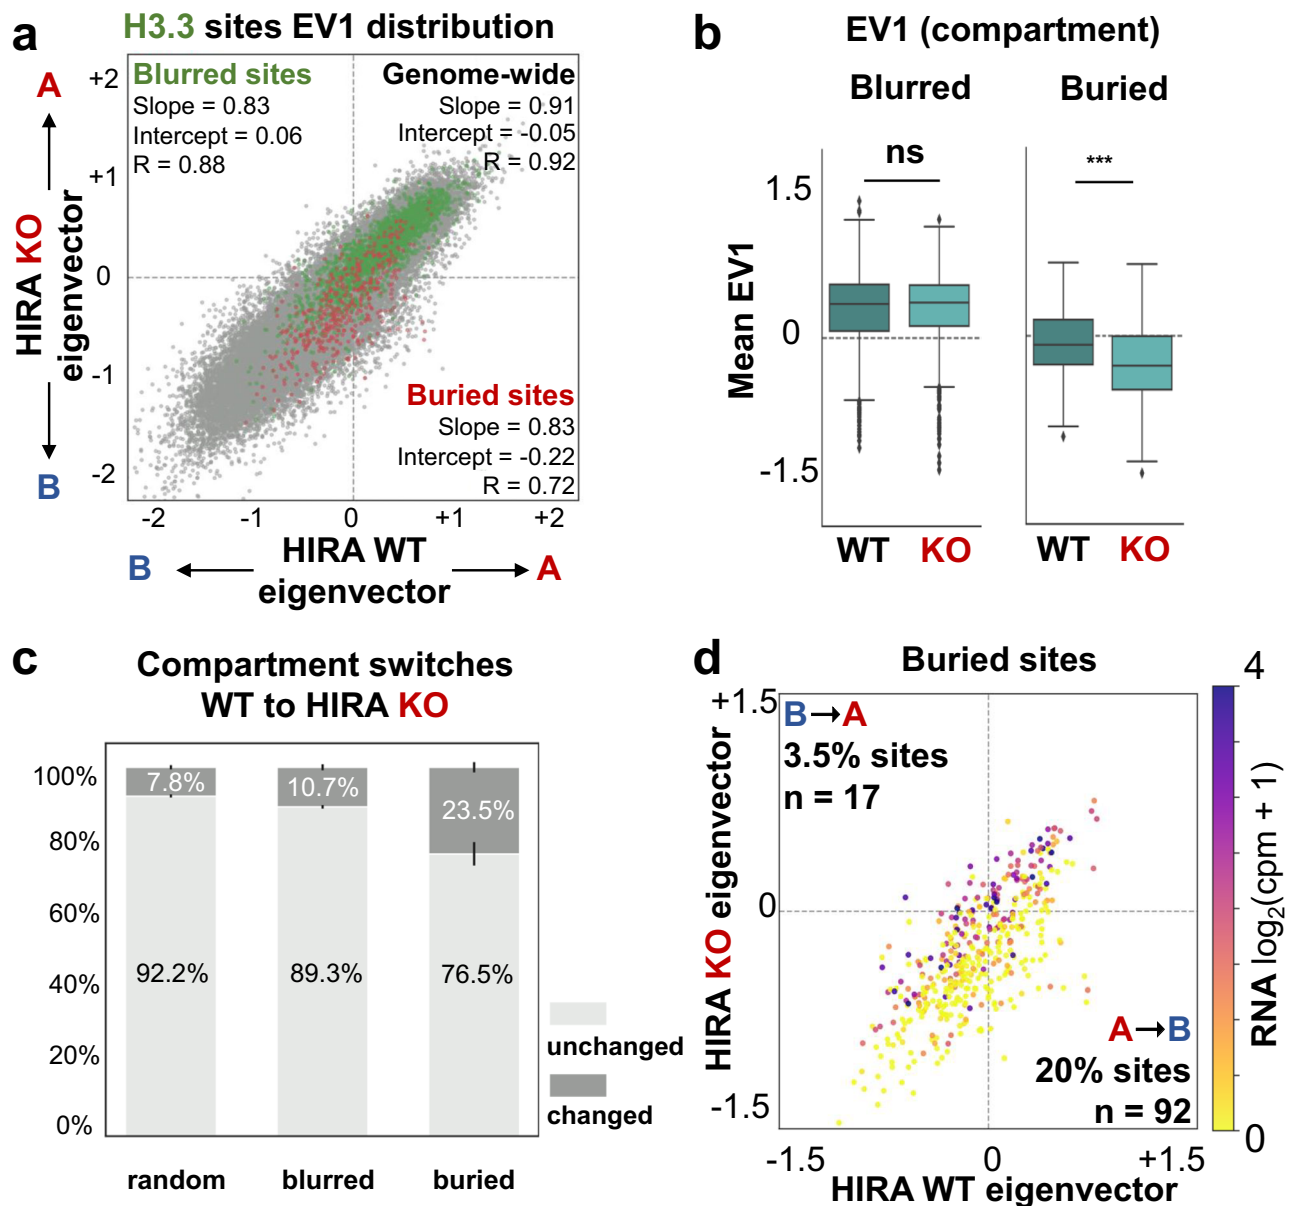 a
H3.3 sites EV1 distribution
A
B
HIRA KO
eigenvector
+2
+1
0
-1
-2
Blurred sites
Slope = 0.83
Intercept = 0.06
R = 0.88
Genome-wide
Slope = 0.91
Intercept = -0.05
R = 0.92
Buried sites
Slope = 0.83
Intercept = -0.22
R = 0.72
-2 -1 0 +1 +2
B HIRA WT A
eigenvector
b
EV1 (compartment)
Blurred Buried
ns ***
Mean EV1
1.5
0
-1.5
WT KO WT KO
c
Compartment switches
WT to HIRA KO
100%
80%
60%
40%
20%
0%
7.8% 10.7% 23.5%
92.2% 89.3% 76.5%
unchanged
changed
random blurred buried
d
Buried sites
HIRA KO eigenvector
+1.5
0
-1.5
B→A
3.5% sites
n = 17
A→B
20% sites
n = 92
-1.5 0 +1.5
HIRA WT eigenvector
4
0
RNA log2(cpm + 1)